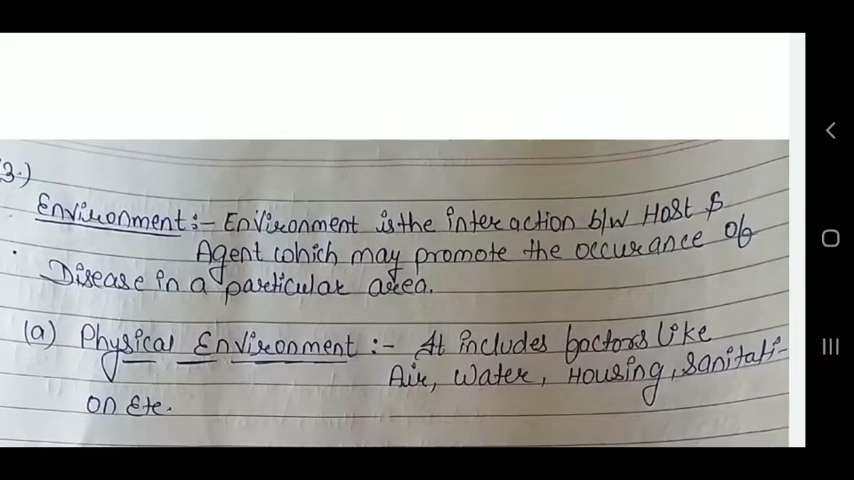 3.)
Environment :- Environment is the interaction b/w Host &
Agent which may promote the occurance of
Disease in a particular area.
(a) Physical Environment :- It includes factors like
Air, Water, Housing, Sanitati-
on Etc.